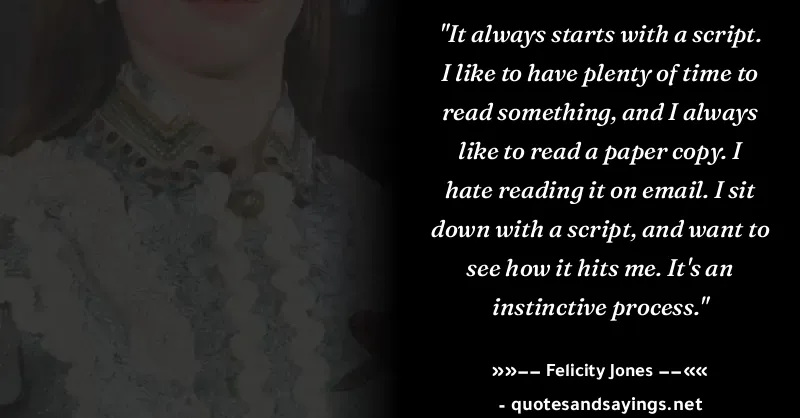 "It always starts with a script.
I like to have plenty of time to
read something, and I always
like to read a paper copy. I
hate reading it on email. I sit
down with a script, and want to
see how it hits me. It's an
instinctive process."
»»–– Felicity Jones ––««
- quotesandsayings.net